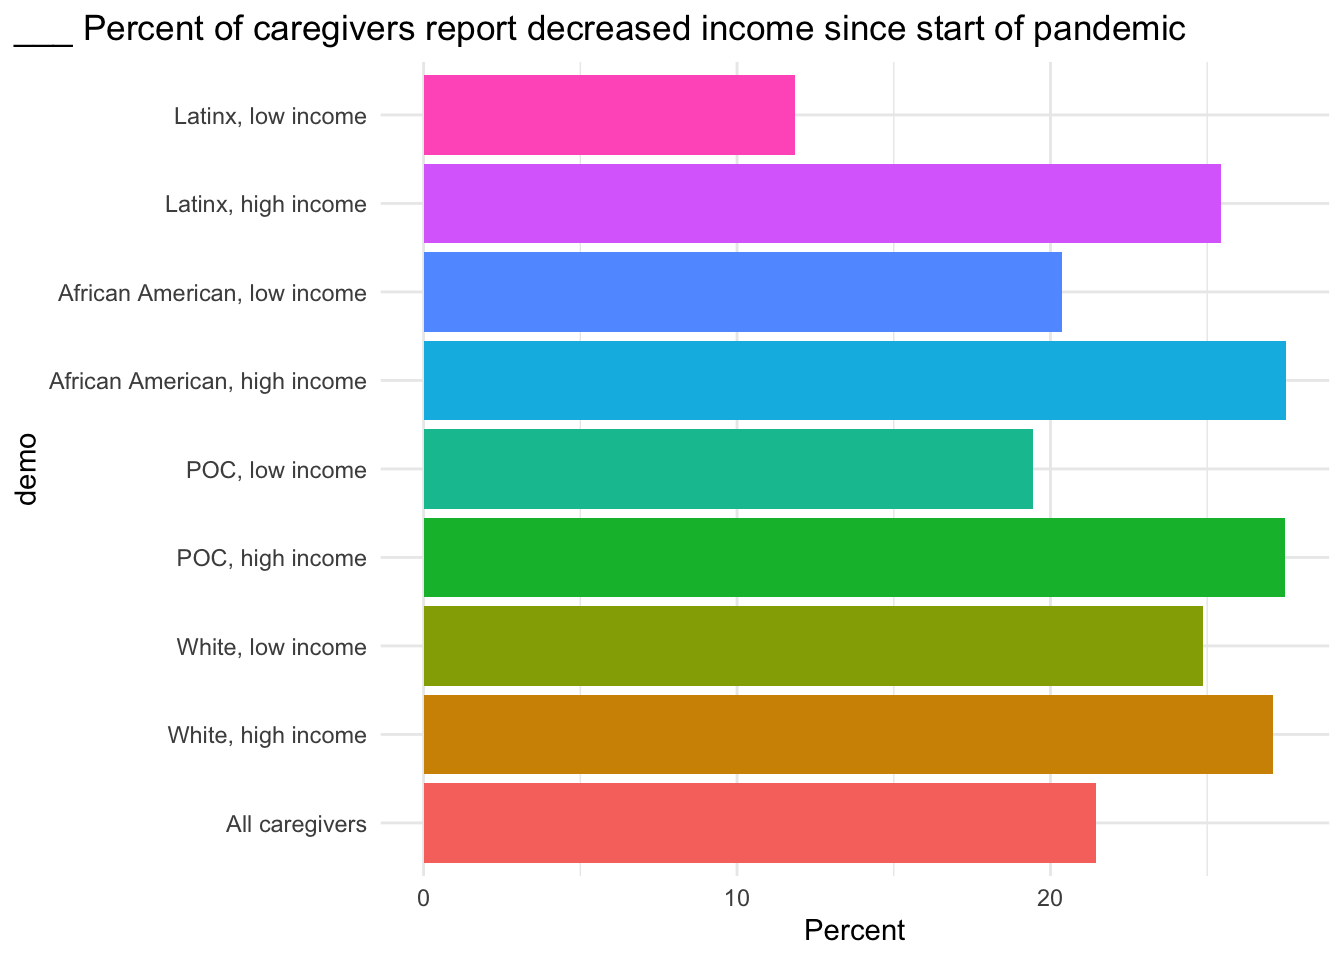 ___ Percent of caregivers report decreased income since start of pandemic
Latinx, low income
Latinx, high income
African American, low income
African American, high income
POC, low income
POC, high income
White, low income
White, high income
All caregivers
demo
0 10 20
Percent